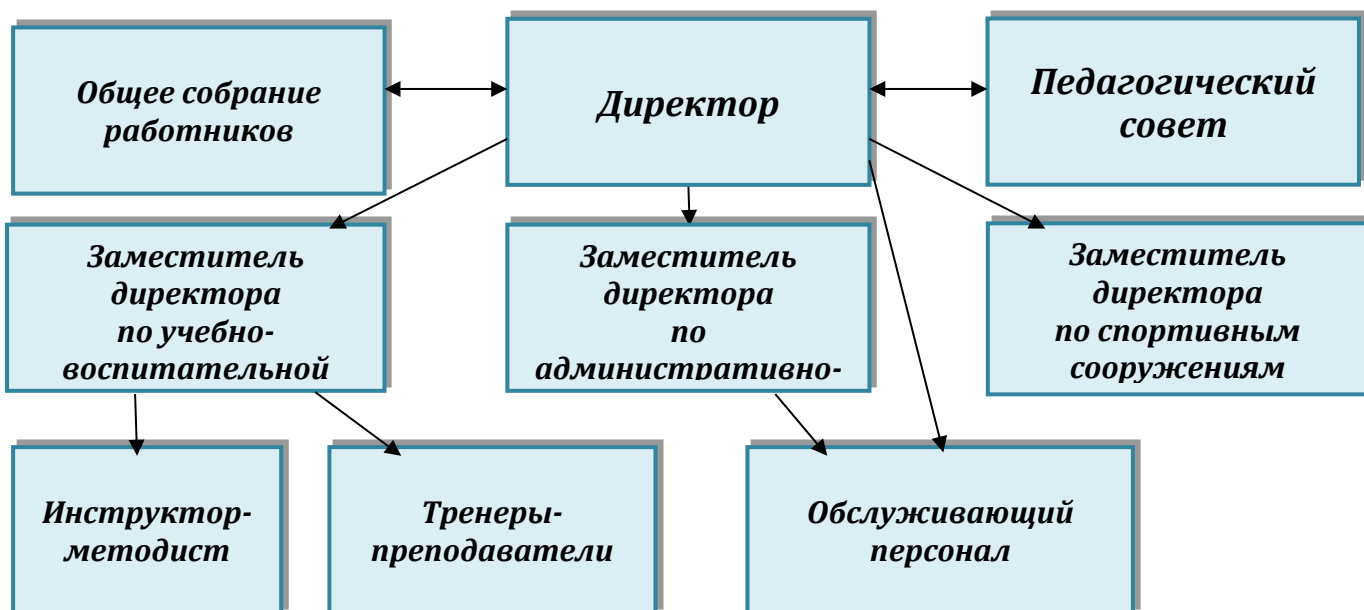 Общее собрание
работников
Директор
Педагогический
совет
Заместитель
директора
по учебно-
воспитательной
Заместитель
директора
по
административно-
Заместитель
директора
по спортивным
сооружениям
Инструктор-
методист
Тренеры-
преподаватели
Обслуживающий
персонал